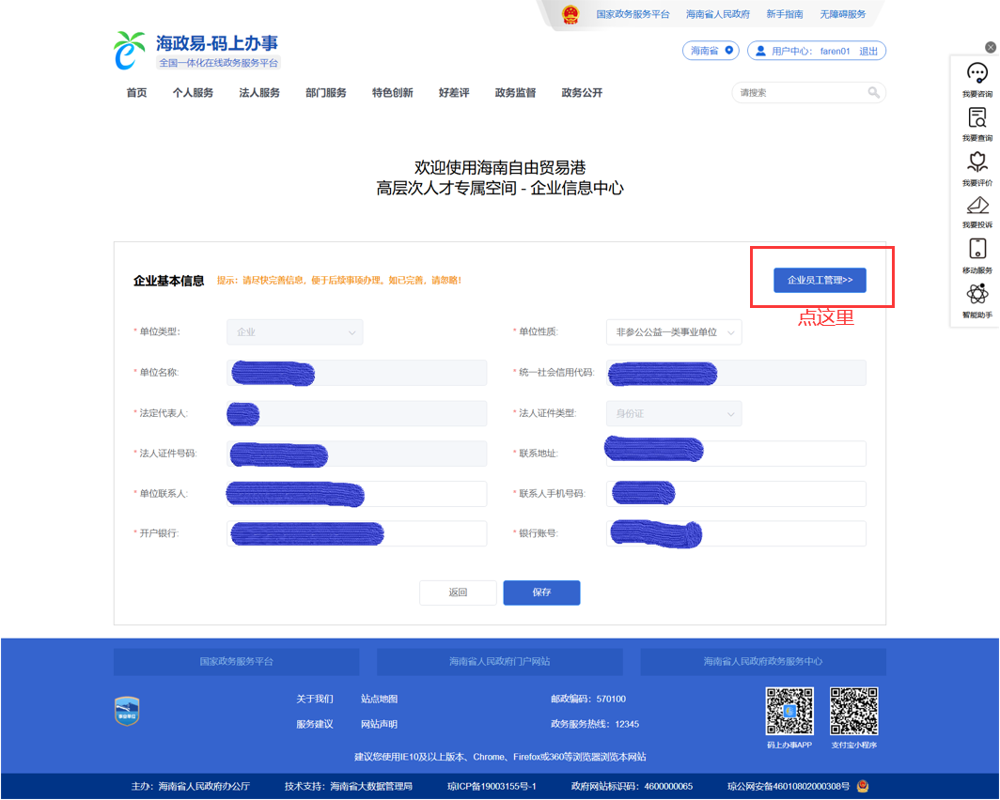 国家政务服务平台 海南省人民政府 新手指南 无障碍服务
海政易-码上办事
全国一体化在线政务服务平台
海南省 用户中心： faren01 退出
首页 个人服务 法人服务 部门服务 特色创新 好差评 政务监督 政务公开 请搜索
我要咨询
我要查询
我要评价
我要投诉
移动服务
智能助手
欢迎使用海南自由贸易港
高层次人才专属空间 - 企业信息中心
企业基本信息 提示：请尽快完善信息，便于后续事项办理。如已完善，请忽略！ 企业员工管理>>
点这里
* 单位类型： 企业 * 单位性质： 非参公公益一类事业单位
* 单位名称: * 统一社会信用代码:
* 法定代表人: * 法人证件类型: 身份证
* 法人证件号码: * 联系地址:
* 单位联系人: * 联系人手机号码:
* 开户银行: * 银行账号:
返回 保存
国家政务服务平台 海南省人民政府门户网站 海南省人民政府政务服务中心
关于我们 站点地图 邮政编码：570100
服务建议 网站声明 政务服务热线：12345
事业单位
码上办事APP 支付宝小程序
建议您使用IE10及以上版本、Chrome、Firefox或360等浏览器浏览本网站
主办：海南省人民政府办公厅 技术支持：海南省大数据管理局 琼ICP备19003155号-1 政府网站标识码：4600000065 琼公网安备46010802000308号